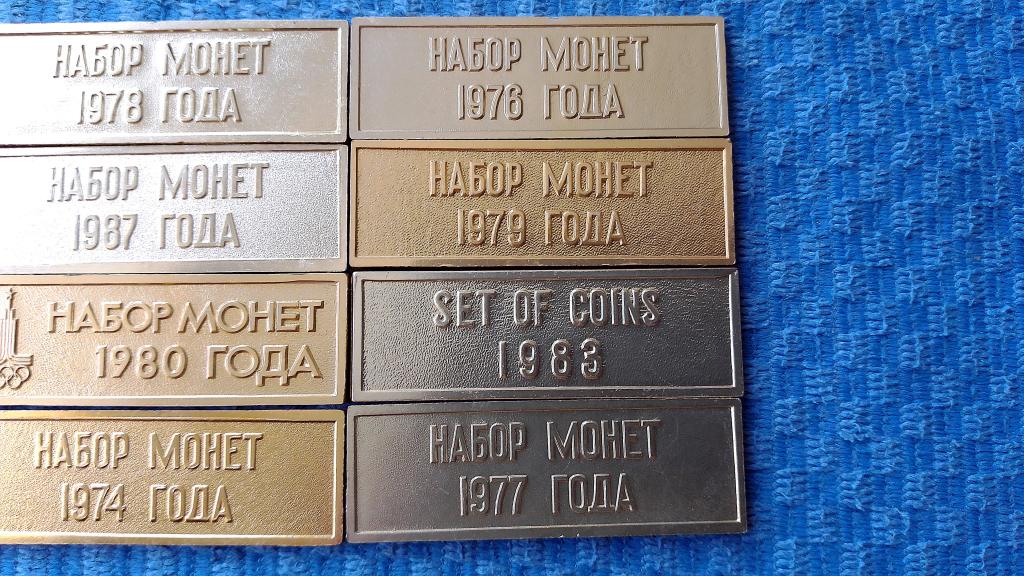 НАБОР МОНЕТ
1978 ГОДА
НАБОР МОНЕТ
1976 ГОДА
НАБОР МОНЕТ
1987 ГОДА
НАБОР МОНЕТ
1979 ГОДА
НАБОР МОНЕТ
1980 ГОДА
SET OF COINS
1983
НАБОР МОНЕТ
1974 ГОДА
НАБОР МОНЕТ
1977 ГОДА